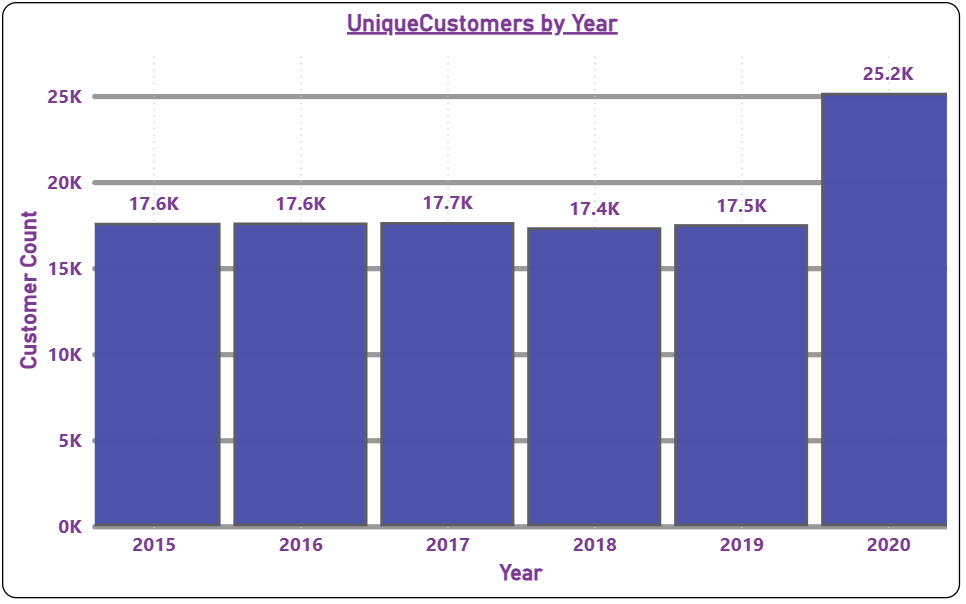 UniqueCustomers by Year
25.2K
25K
20K
17.6K 17.6K 17.7K 17.4K 17.5K
15K
10K
5K
0K
Customer Count
2015 2016 2017 2018 2019 2020
Year